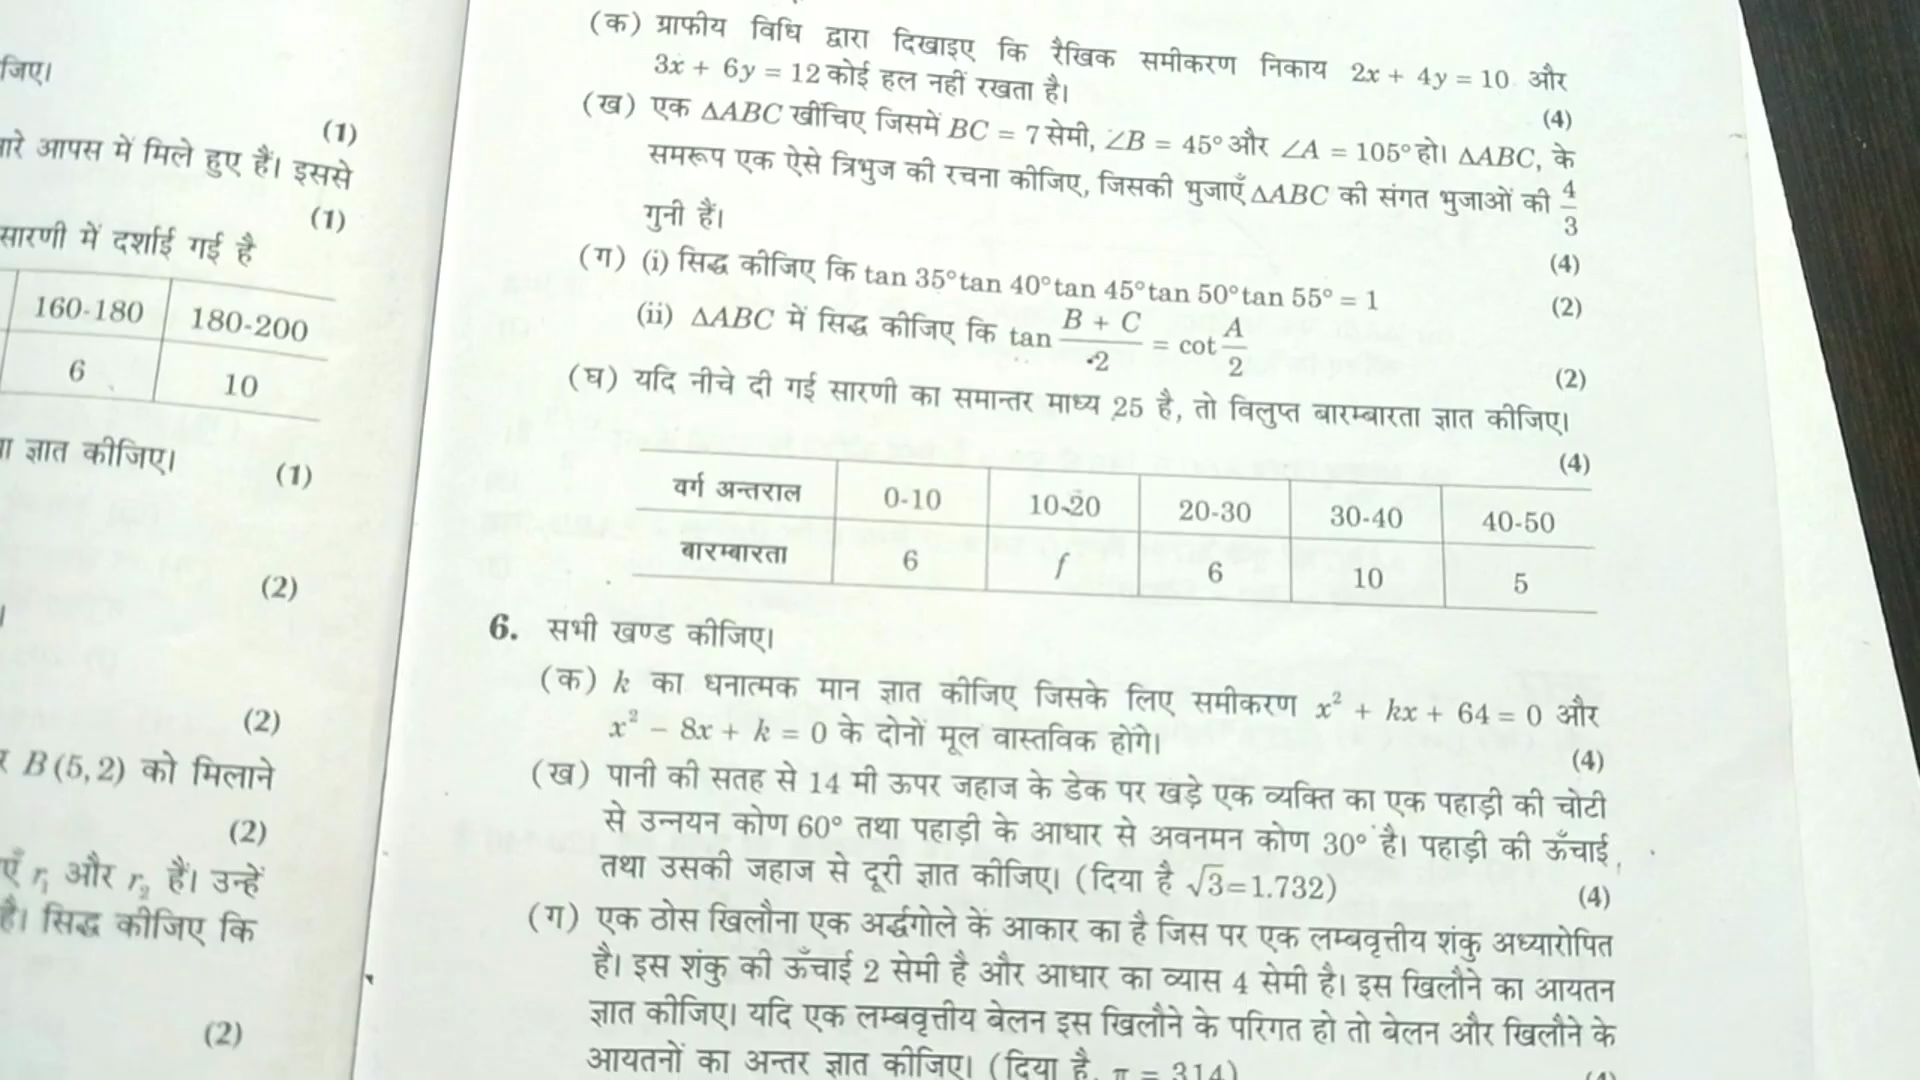 जिए।
(1)
आपस में मिले हुए हैं। इससे
(1)
सारणी में दर्शाई गई है
160-180 180-200
6 10
ज्ञात कीजिए।
(1)
(2)
(2)
B(5, 2) को मिलाने
(2)
r₁ और r₂ हैं। उन्हें
है। सिद्ध कीजिए कि
(2)
(क) ग्राफीय विधि द्वारा दिखाइए कि रैखिक समीकरण निकाय 2x + 4y = 10 और
3x + 6y = 12 कोई हल नहीं रखता है।
(4)
(ख) एक ΔABC खींचिए जिसमें BC = 7 सेमी, ∠B = 45° और ∠A = 105° हो। ΔABC, के
समरूप एक ऐसे त्रिभुज की रचना कीजिए, जिसकी भुजाएँ ΔABC की संगत भुजाओं की 4/3
गुनी हैं।
(4)
(ग) (i) सिद्ध कीजिए कि tan 35° tan 40° tan 45° tan 50° tan 55° = 1
(2)
(ii) ΔABC में सिद्ध कीजिए कि tan (B + C)/2 = cot A/2
(2)
(घ) यदि नीचे दी गई सारणी का समान्तर माध्य 25 है, तो विलुप्त बारम्बारता ज्ञात कीजिए।
(4)
वर्ग अन्तराल 0-10 10-20 20-30 30-40 40-50
बारम्बारता 6 f 6 10 5
6. सभी खण्ड कीजिए।
(क) k का धनात्मक मान ज्ञात कीजिए जिसके लिए समीकरण x² + kx + 64 = 0 और
x² − 8x + k = 0 के दोनों मूल वास्तविक होंगे।
(4)
(ख) पानी की सतह से 14 मी ऊपर जहाज के डेक पर खड़े एक व्यक्ति का एक पहाड़ी की चोटी
से उन्नयन कोण 60° तथा पहाड़ी के आधार से अवनमन कोण 30° है। पहाड़ी की ऊँचाई
तथा उसकी जहाज से दूरी ज्ञात कीजिए। (दिया है √3=1.732)
(4)
(ग) एक ठोस खिलौना एक अर्द्धगोले के आकार का है जिस पर एक लम्बवृत्तीय शंकु अध्यारोपित
है। इस शंकु की ऊँचाई 2 सेमी है और आधार का व्यास 4 सेमी है। इस खिलौने का आयतन
ज्ञात कीजिए। यदि एक लम्बवृत्तीय बेलन इस खिलौने के परिगत हो तो बेलन और खिलौने के
आयतनों का अन्तर ज्ञात कीजिए। (दिया है, π = 314)